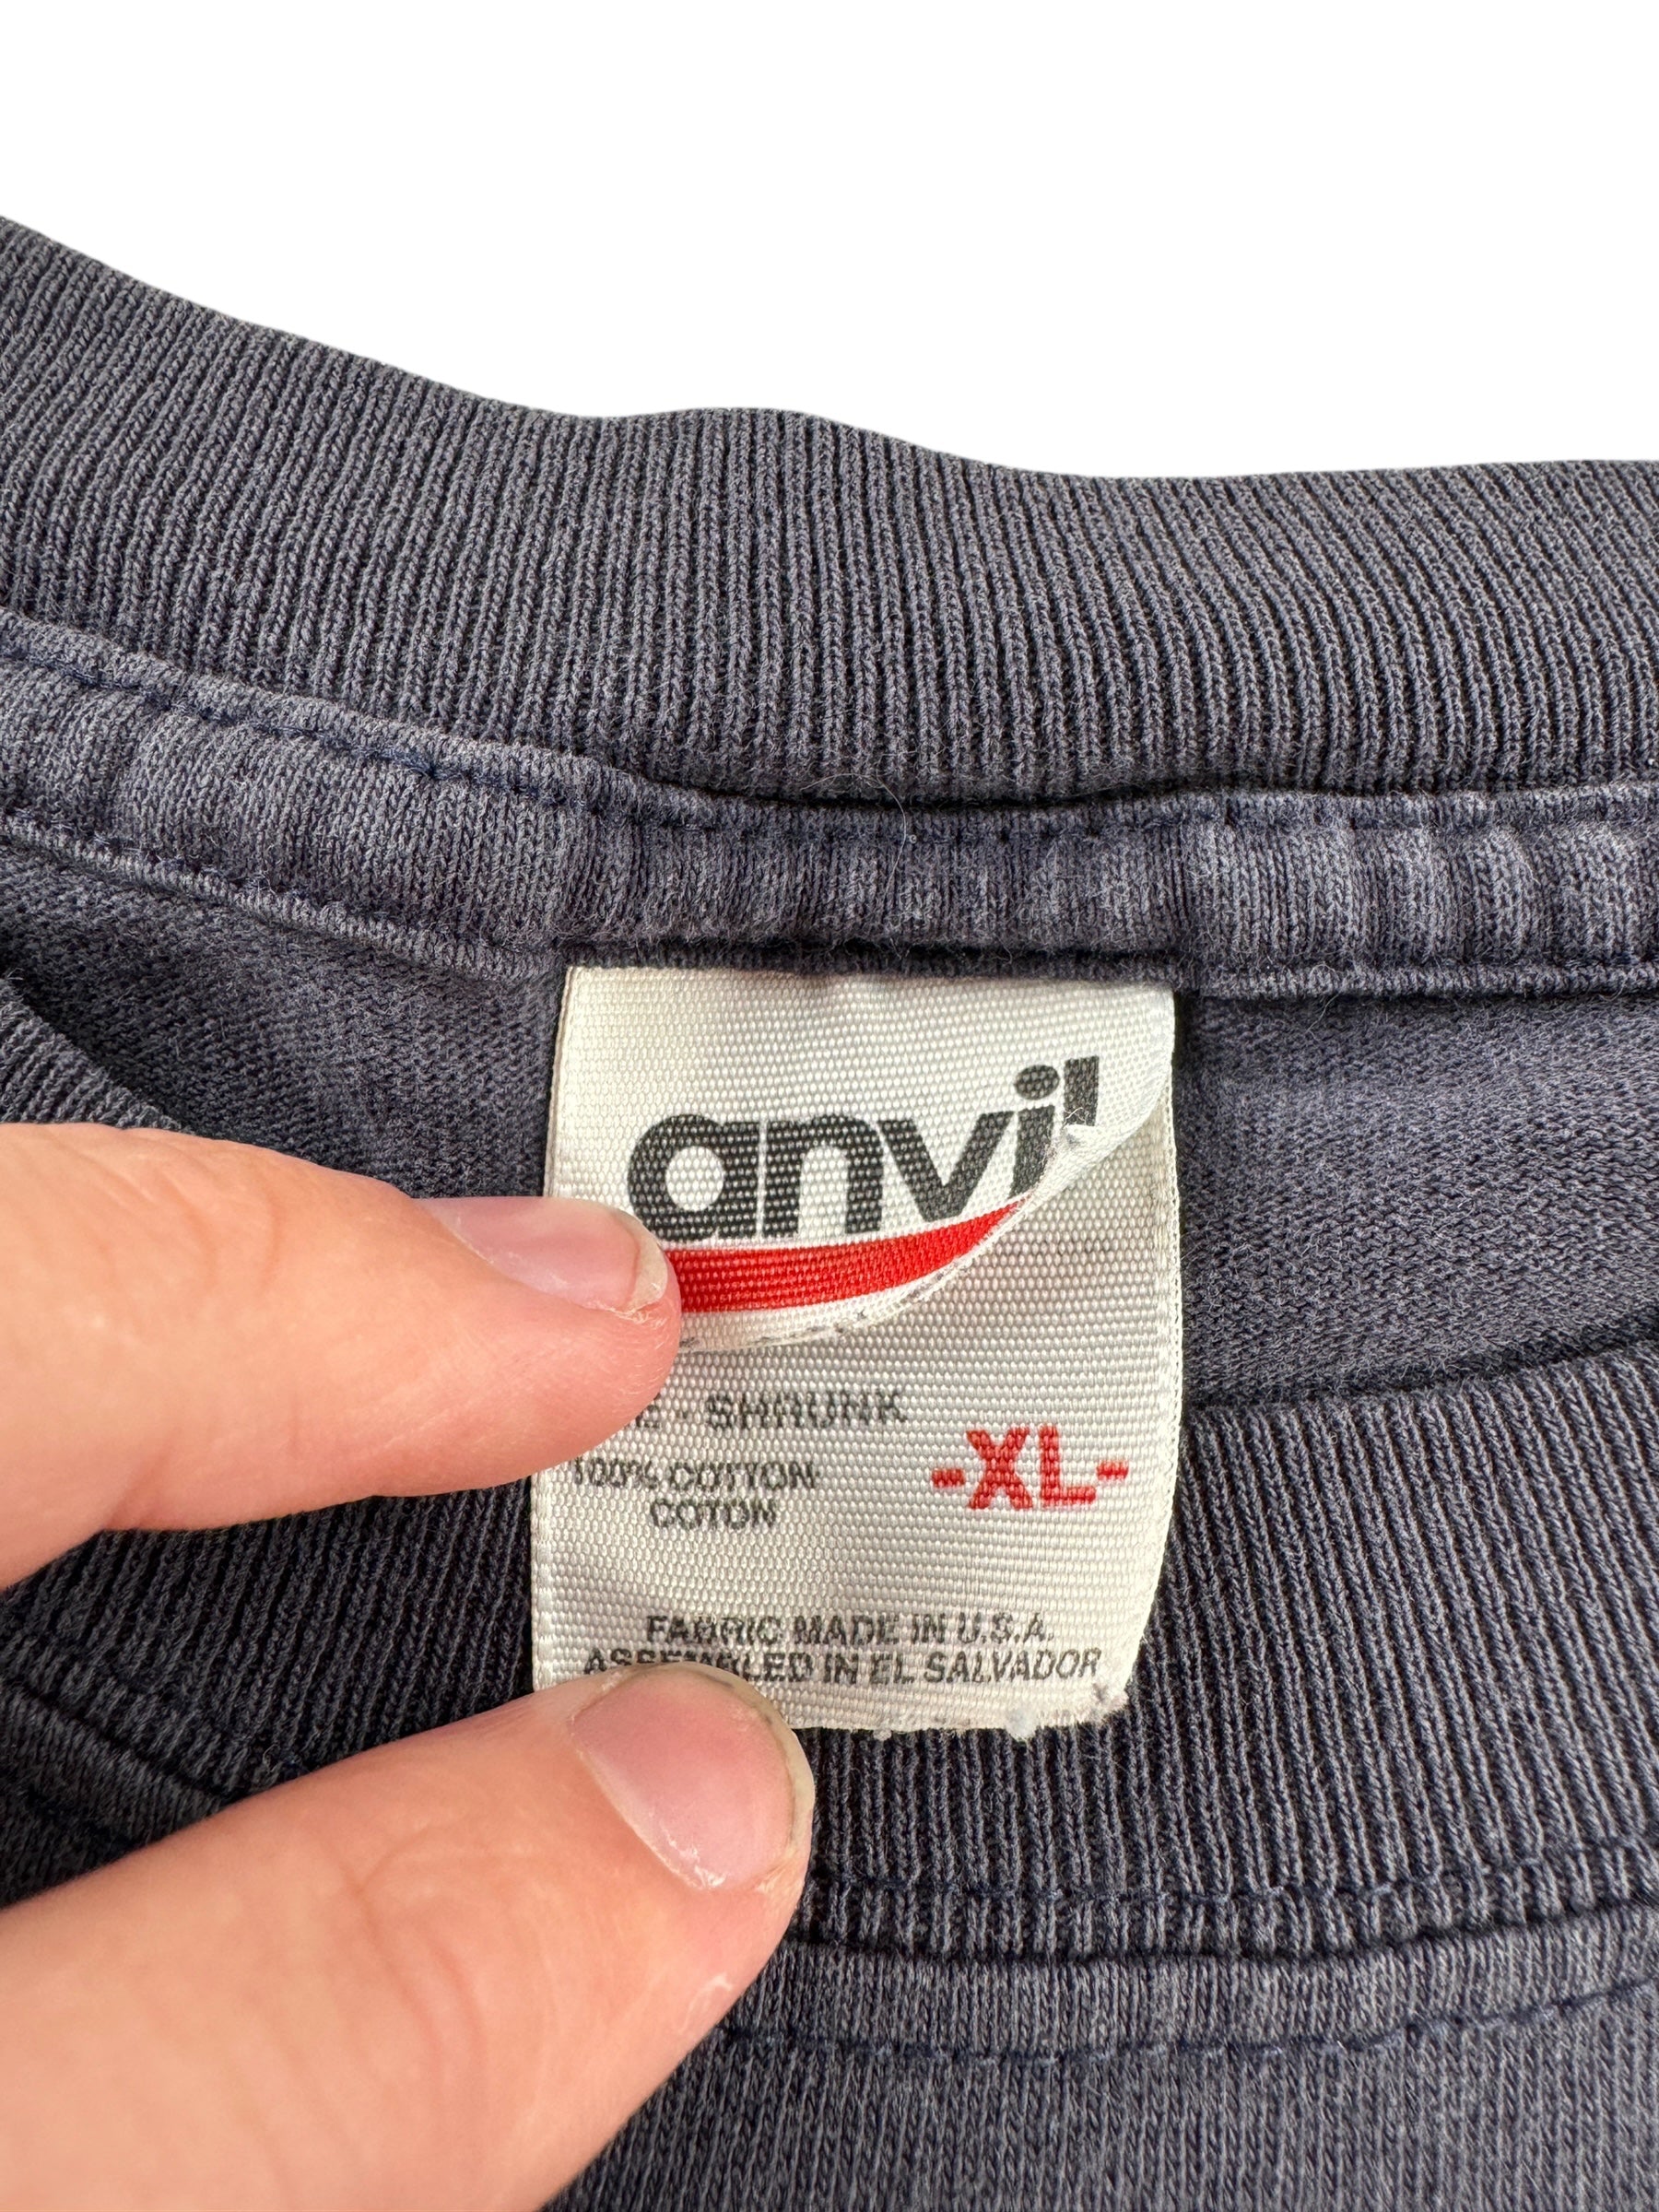 anvil
SHRUNK
-XL-
100% COTTON
COTON
FABRIC MADE IN U.S.A.
ASSEMBLED IN EL SALVADOR